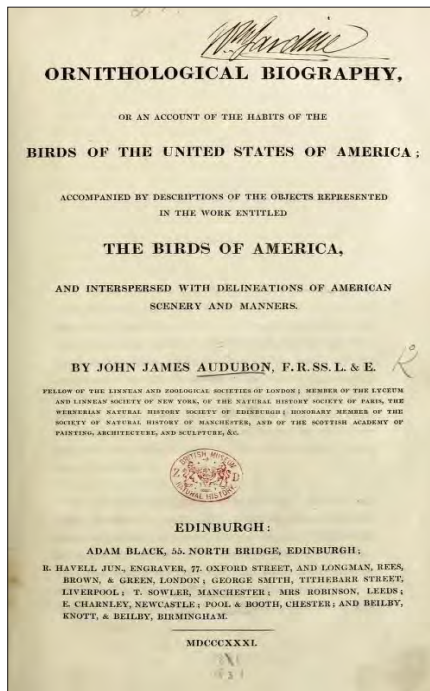 Wm Jardine
ORNITHOLOGICAL BIOGRAPHY,
OR AN ACCOUNT OF THE HABITS OF THE
BIRDS OF THE UNITED STATES OF AMERICA;
ACCOMPANIED BY DESCRIPTIONS OF THE OBJECTS REPRESENTED
IN THE WORK ENTITLED
THE BIRDS OF AMERICA,
AND INTERSPERSED WITH DELINEATIONS OF AMERICAN
SCENERY AND MANNERS.
BY JOHN JAMES AUDUBON, F.R.SS.L. & E.
FELLOW OF THE LINNEAN AND ZOOLOGICAL SOCIETIES OF LONDON; MEMBER OF THE LYCEUM
AND LINNEAN SOCIETY OF NEW YORK, OF THE NATURAL HISTORY SOCIETY OF PARIS, THE
WERNERIAN NATURAL HISTORY SOCIETY OF EDINBURGH; HONORARY MEMBER OF THE
SOCIETY OF NATURAL HISTORY OF MANCHESTER, AND OF THE SCOTTISH ACADEMY OF
PAINTING, ARCHITECTURE, AND SCULPTURE, &C.
BRITISH MUSEUM
Z D
NATURAL HISTORY
EDINBURGH:
ADAM BLACK, 55. NORTH BRIDGE, EDINBURGH;
R. HAVELL JUN., ENGRAVER, 77. OXFORD STREET, AND LONGMAN, REES,
BROWN, & GREEN, LONDON; GEORGE SMITH, TITHEBARR STREET,
LIVERPOOL; T. SOWLER, MANCHESTER; MRS ROBINSON, LEEDS;
E. CHARNLEY, NEWCASTLE; POOL & BOOTH, CHESTER; AND BEILBY,
KNOTT, & BEILBY, BIRMINGHAM.
MDCCCXXXI.